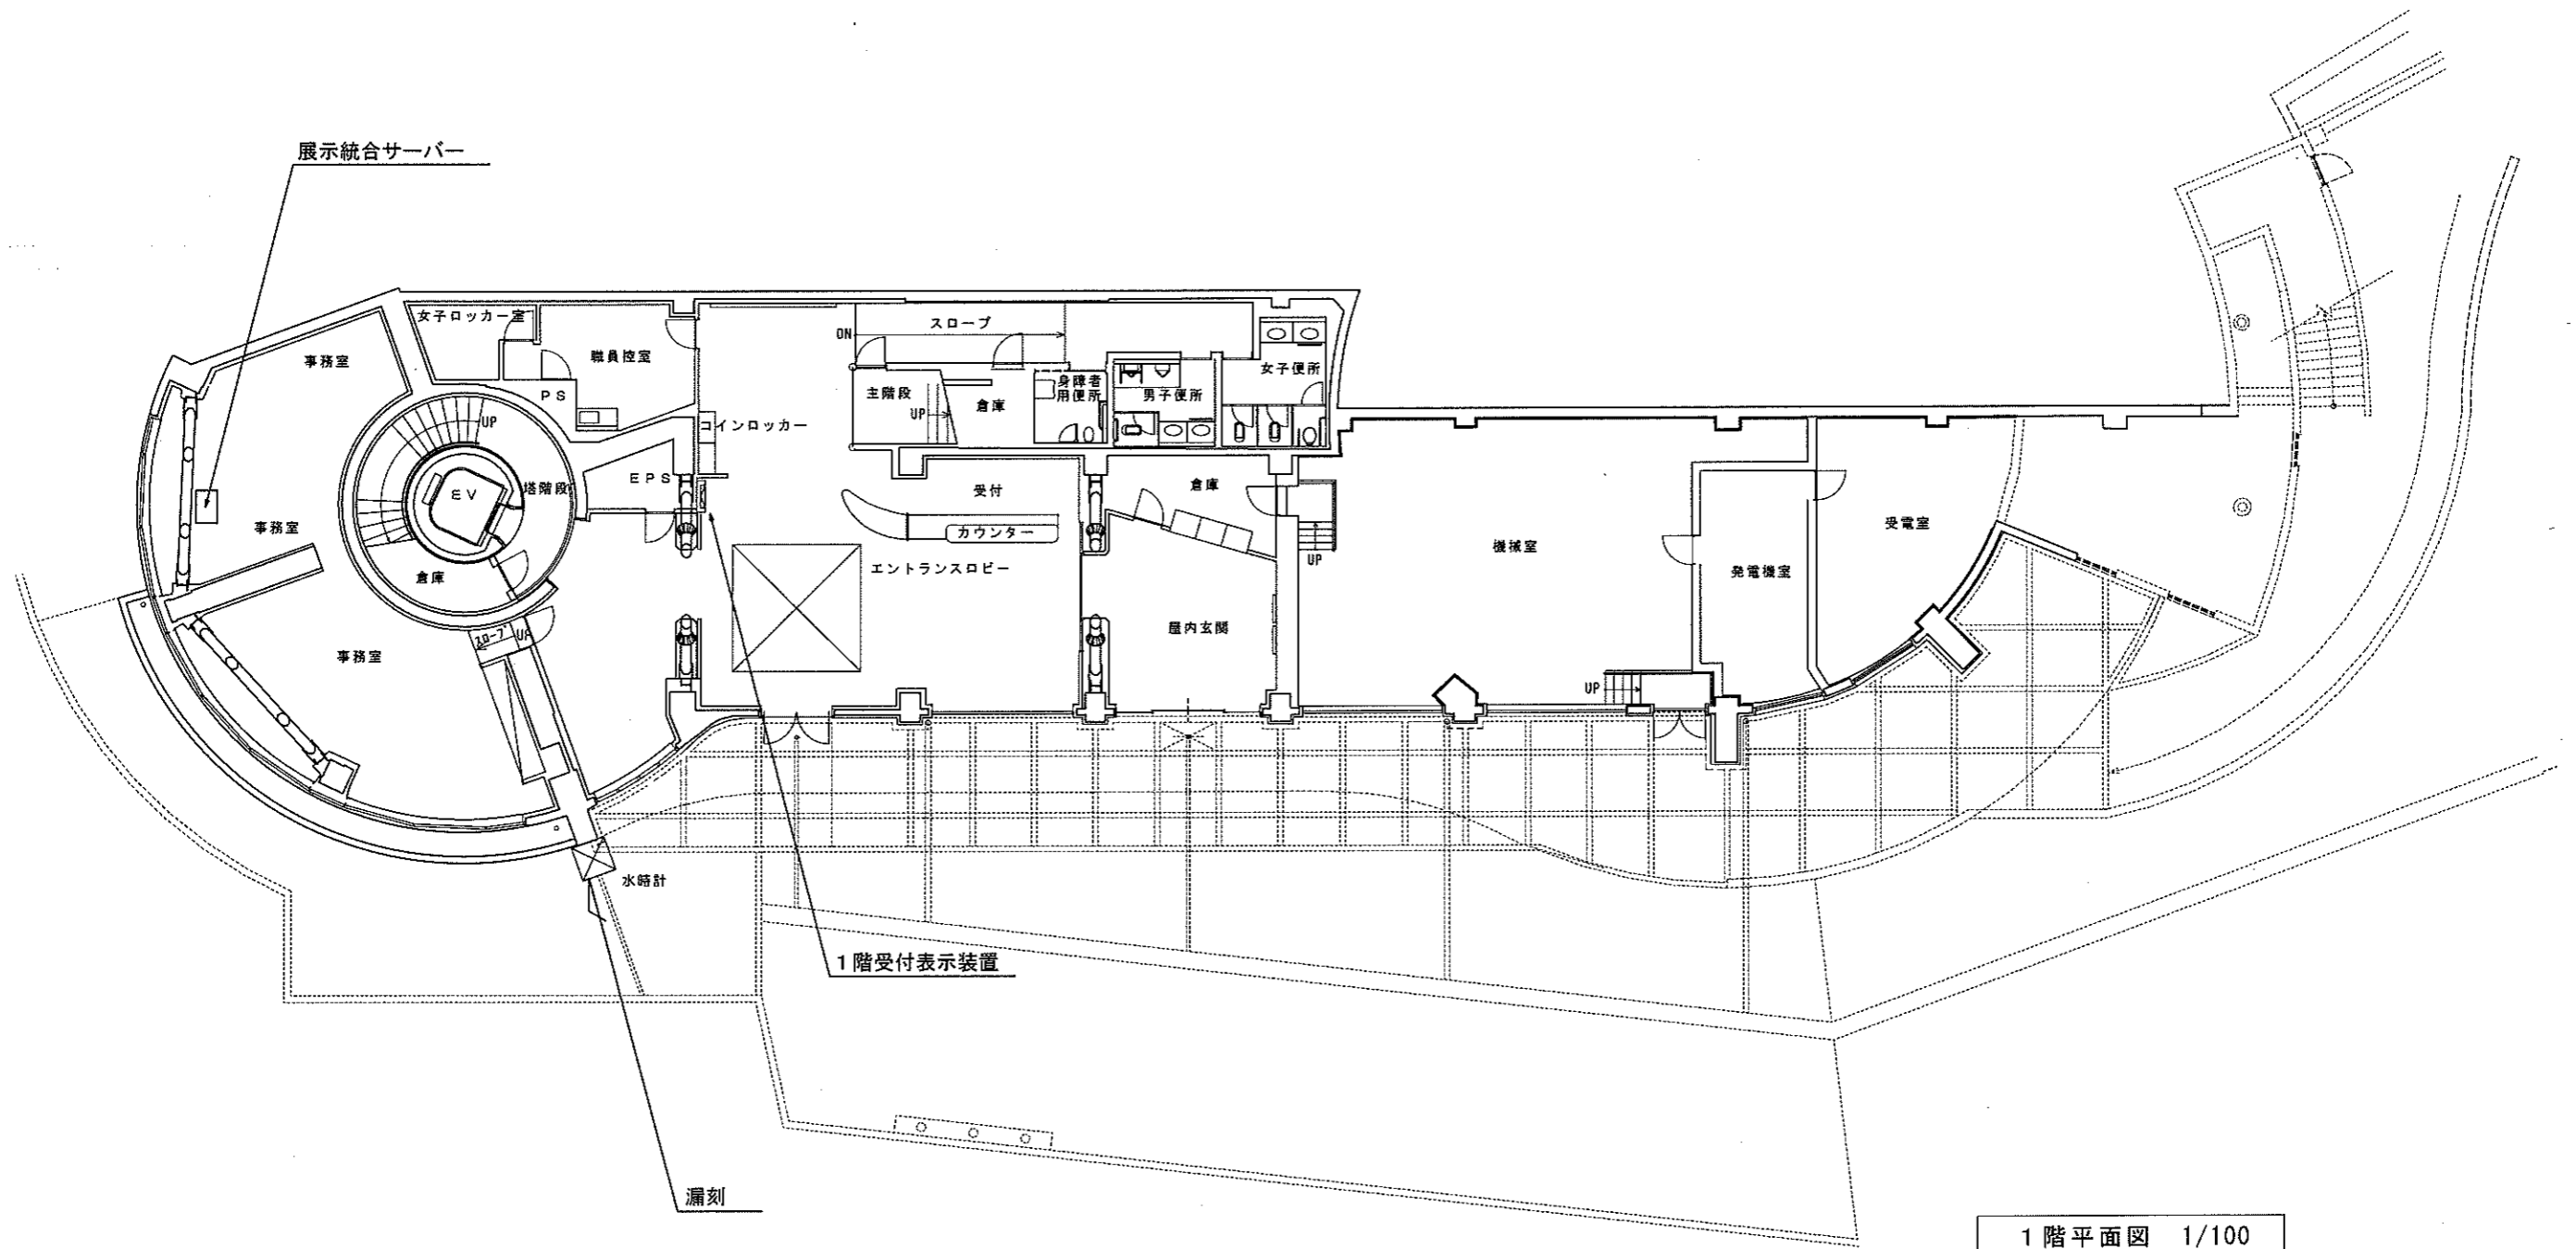 展示統合サーバー
女子ロッカー室
事務室
職員控室
ON
スロープ
PS
UP
主階段
UP
倉庫
身障者
用便所
男子便所
女子便所
コインロッカー
EV
塔階段
EPS
受付
カウンター
倉庫
UP
機械室
受電室
発電機室
事務室
倉庫
エントランスロビー
屋内玄関
スロープ
UP
事務室
UP
水時計
1階受付表示装置
漏刻
1階平面図 1/100